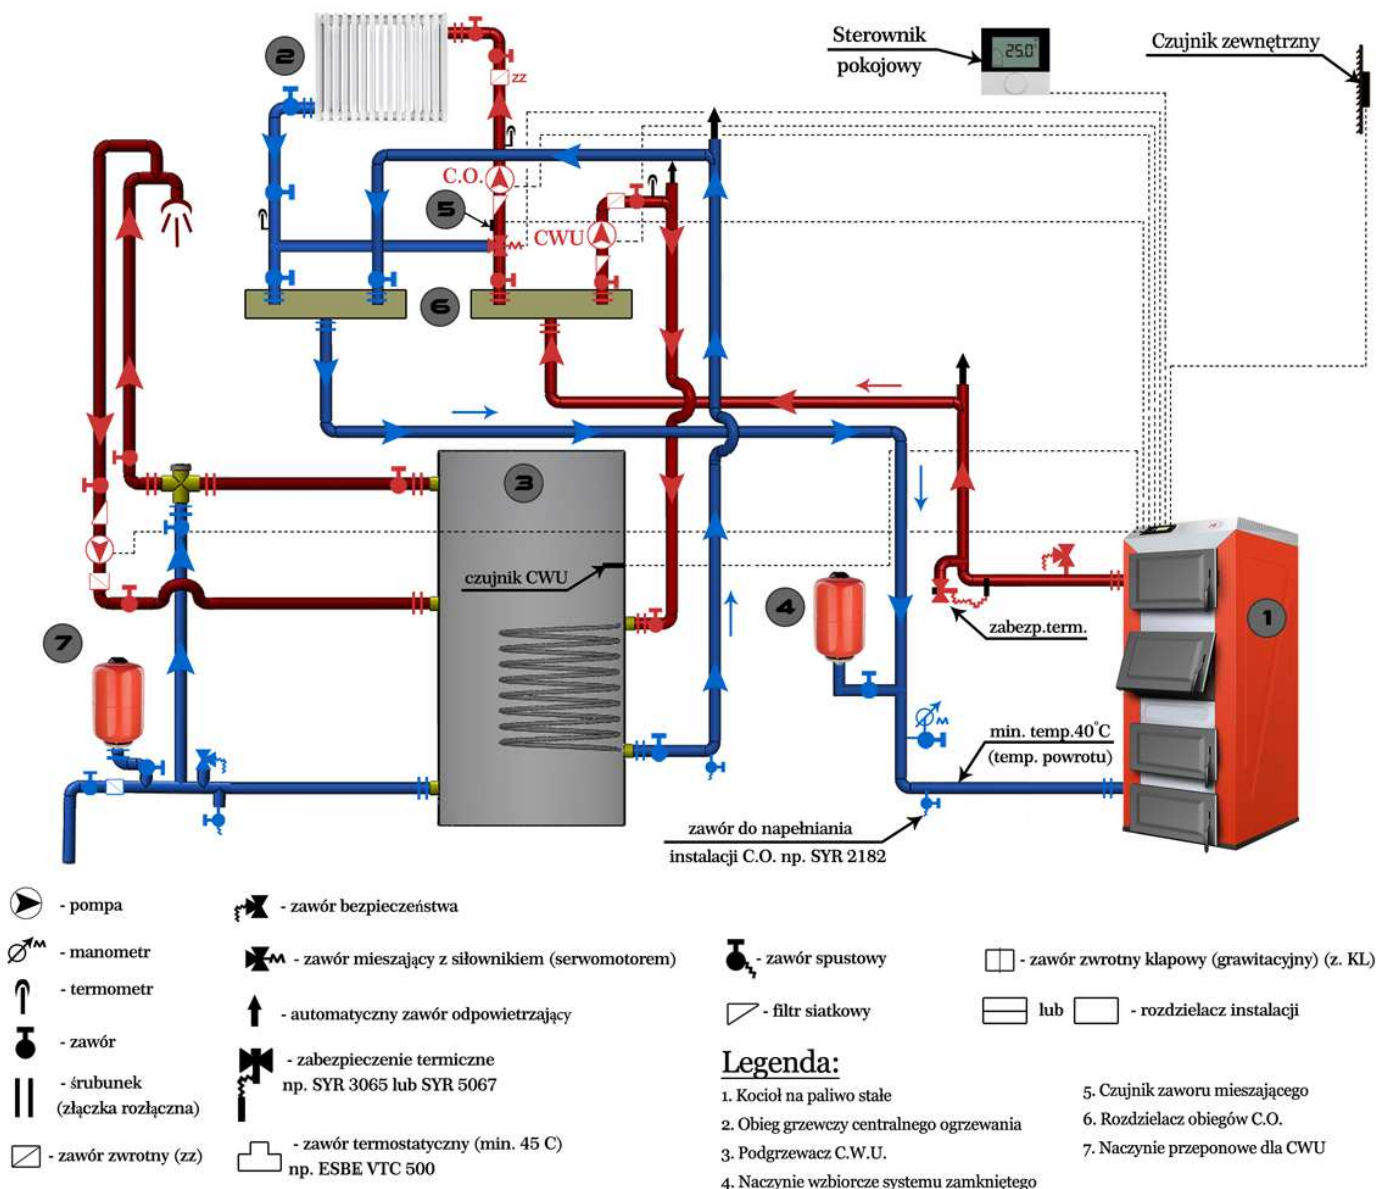 Sterownik
pokojowy
25.0°
Czujnik zewnętrzny
2
zz
C.O.
5
CWU
6
3
czujnik CWU
4
7
1
zabezp.term.
min. temp.40°C
(temp. powrotu)
zawór do napełniania
instalacji C.O. np. SYR 2182
- pompa
- manometr
- termometr
- zawór
- śrubunek
(złączka rozłączna)
- zawór zwrotny (zz)
- zawór bezpieczeństwa
- zawór mieszający z siłownikiem (serwomotorem)
- automatyczny zawór odpowietrzający
- zabezpieczenie termiczne
np. SYR 3065 lub SYR 5067
- zawór termostatyczny (min. 45 C)
np. ESBE VTC 500
- zawór spustowy
- filtr siatkowy
- zawór zwrotny klapowy (grawitacyjny) (z. KL)
lub - rozdzielacz instalacji
Legenda:
1. Kocioł na paliwo stałe
2. Obieg grzewczy centralnego ogrzewania
3. Podgrzewacz C.W.U.
4. Naczynie wzbiorcze systemu zamkniętego
5. Czujnik zaworu mieszającego
6. Rozdzielacz obiegów C.O.
7. Naczynie przeponowe dla CWU